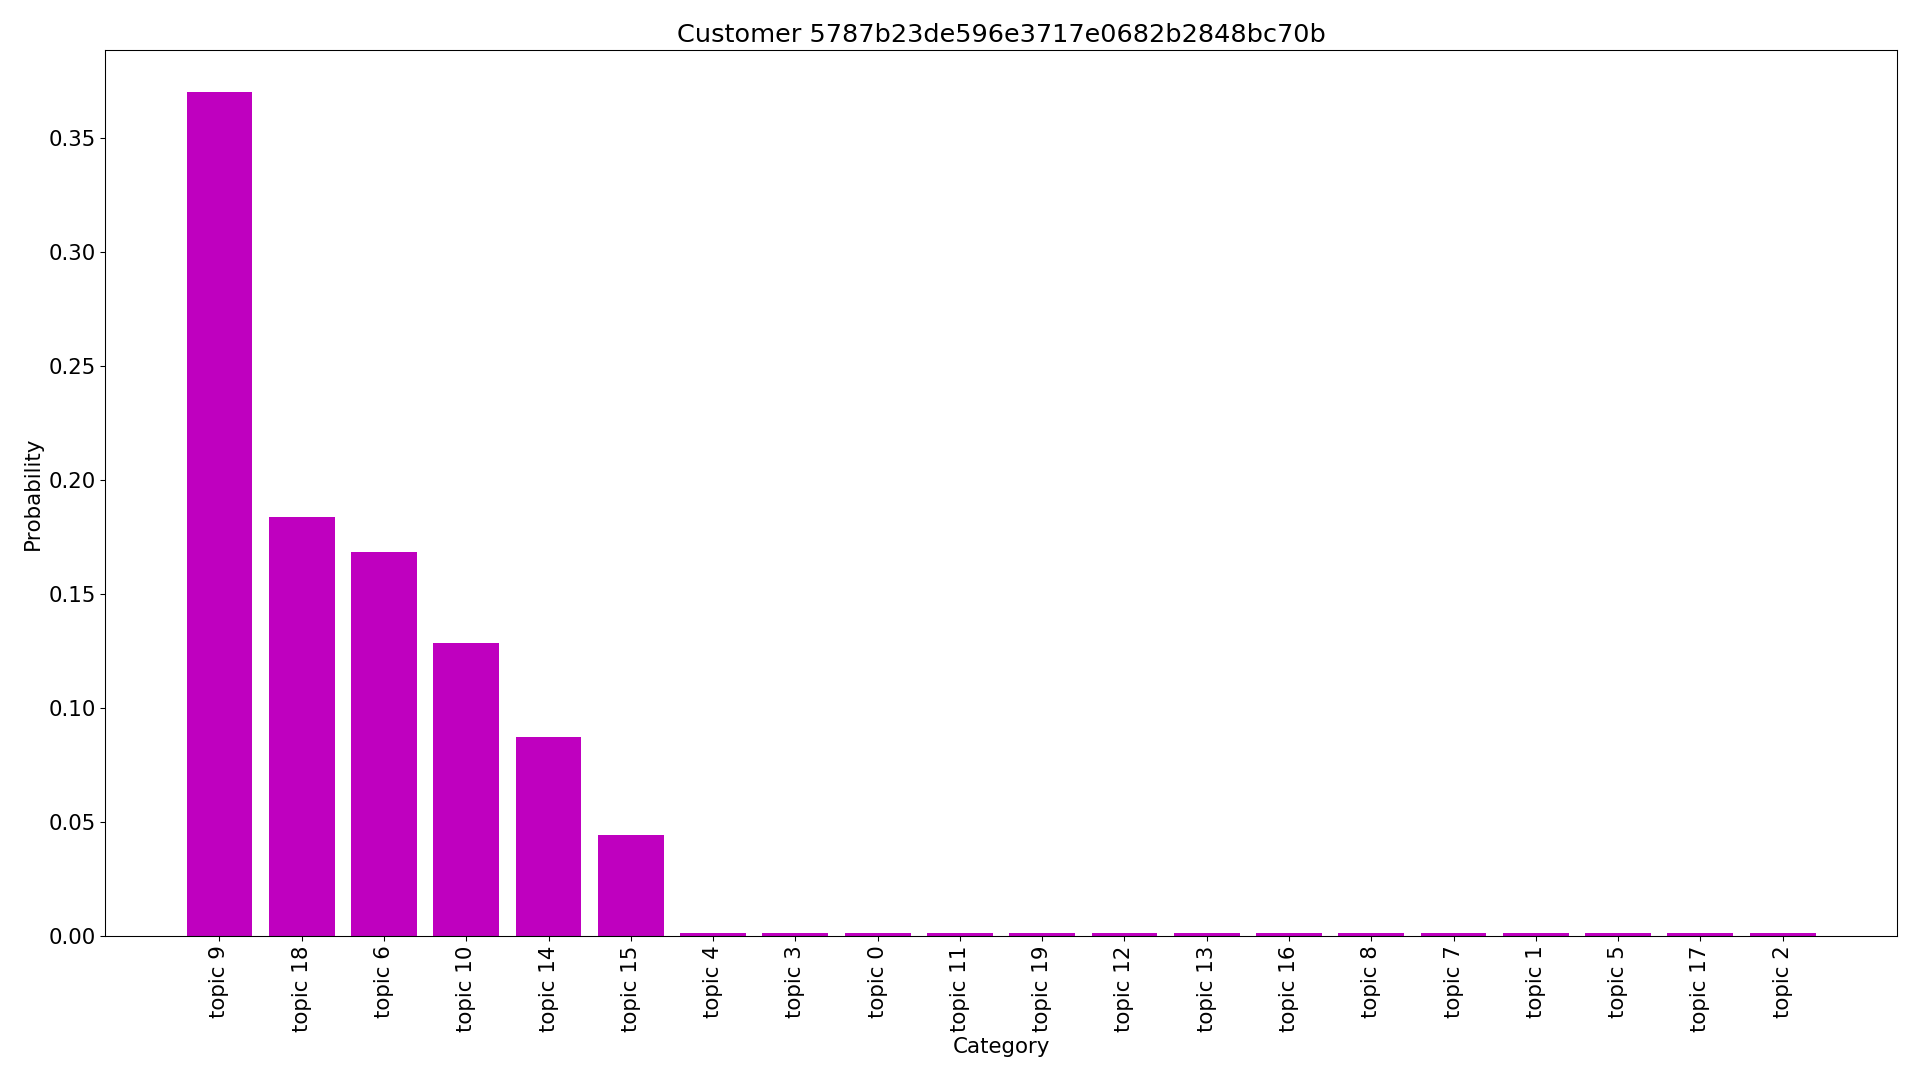 Customer 5787b23de596e3717e0682b2848bc70b
Probability
0.35
0.30
0.25
0.20
0.15
0.10
0.05
0.00
topic 9
topic 18
topic 6
topic 10
topic 14
topic 15
topic 4
topic 3
topic 0
topic 11
topic 19
topic 12
topic 13
topic 16
topic 8
topic 7
topic 1
topic 5
topic 17
topic 2
Category